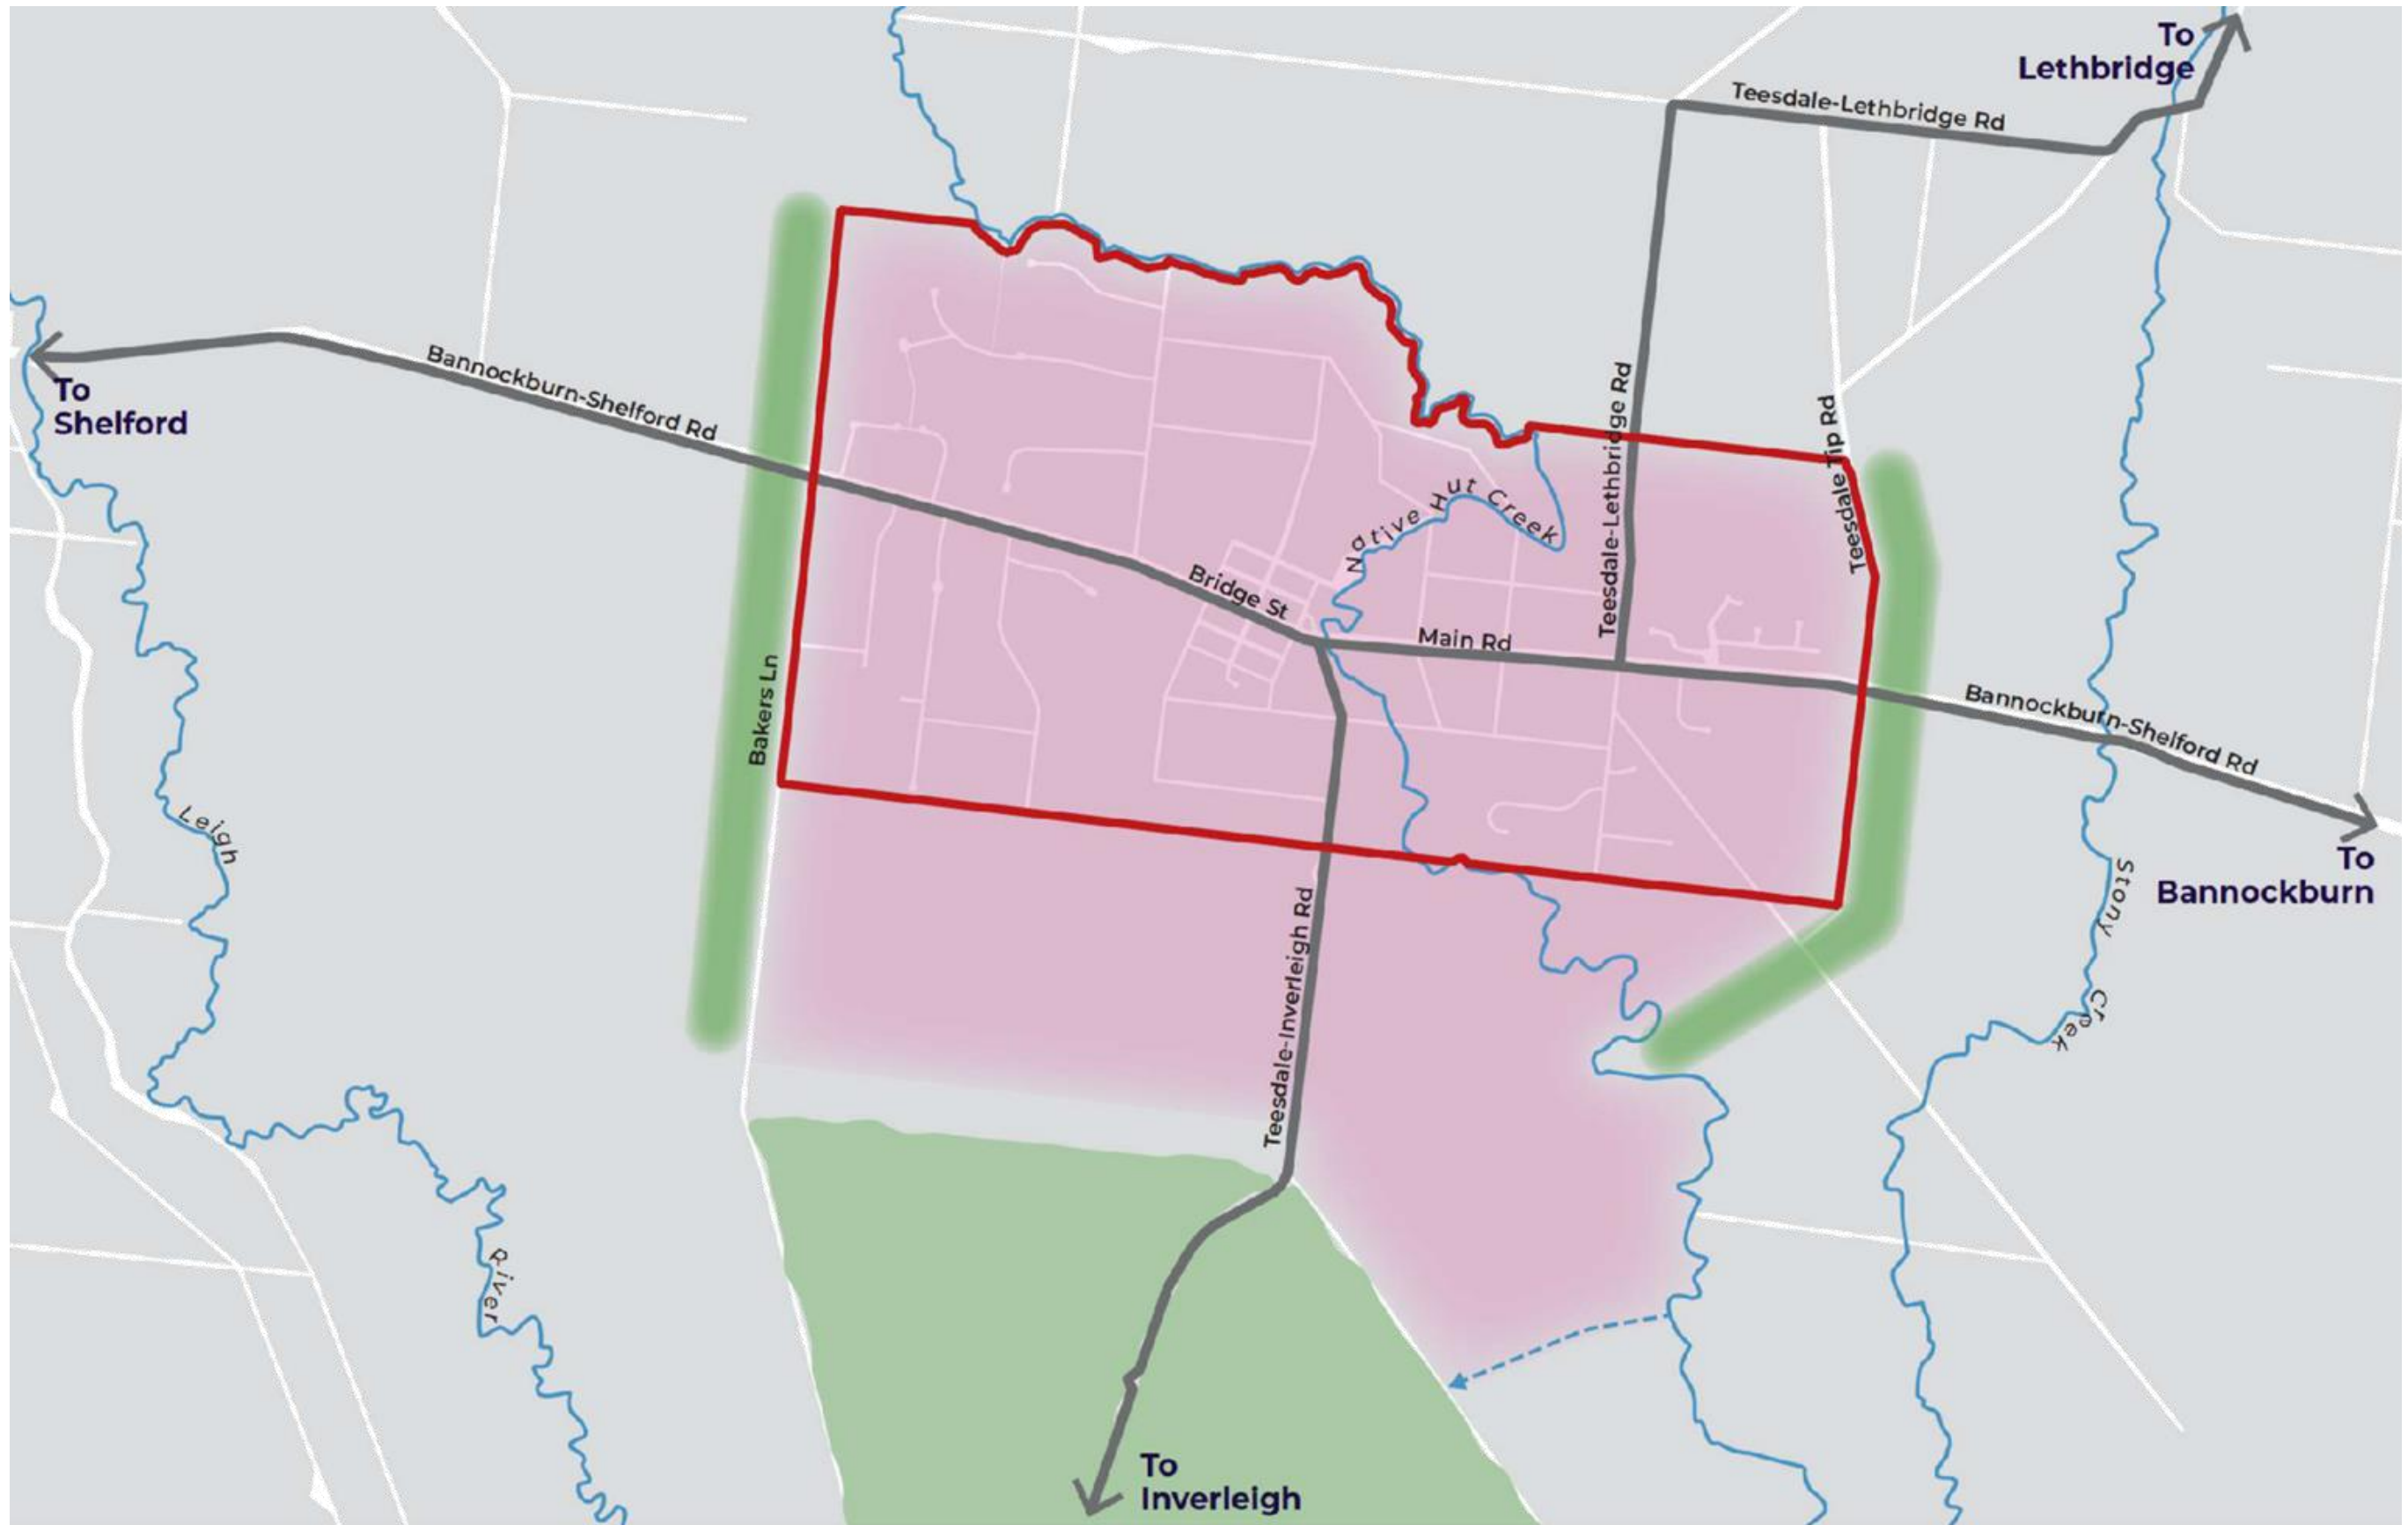 To
Lethbridge
Teesdale-Lethbridge Rd
Bannockburn-Shelford Rd
To
Shelford
Teesdale-Lethbridge Rd
Teesdale Tip Rd
Native Hut Creek
Bridge St
Main Rd
Bakers Ln
Bannockburn-Shelford Rd
To
Bannockburn
Leigh
River
Stony
Creek
Teesdale-Inverleigh Rd
To
Inverleigh